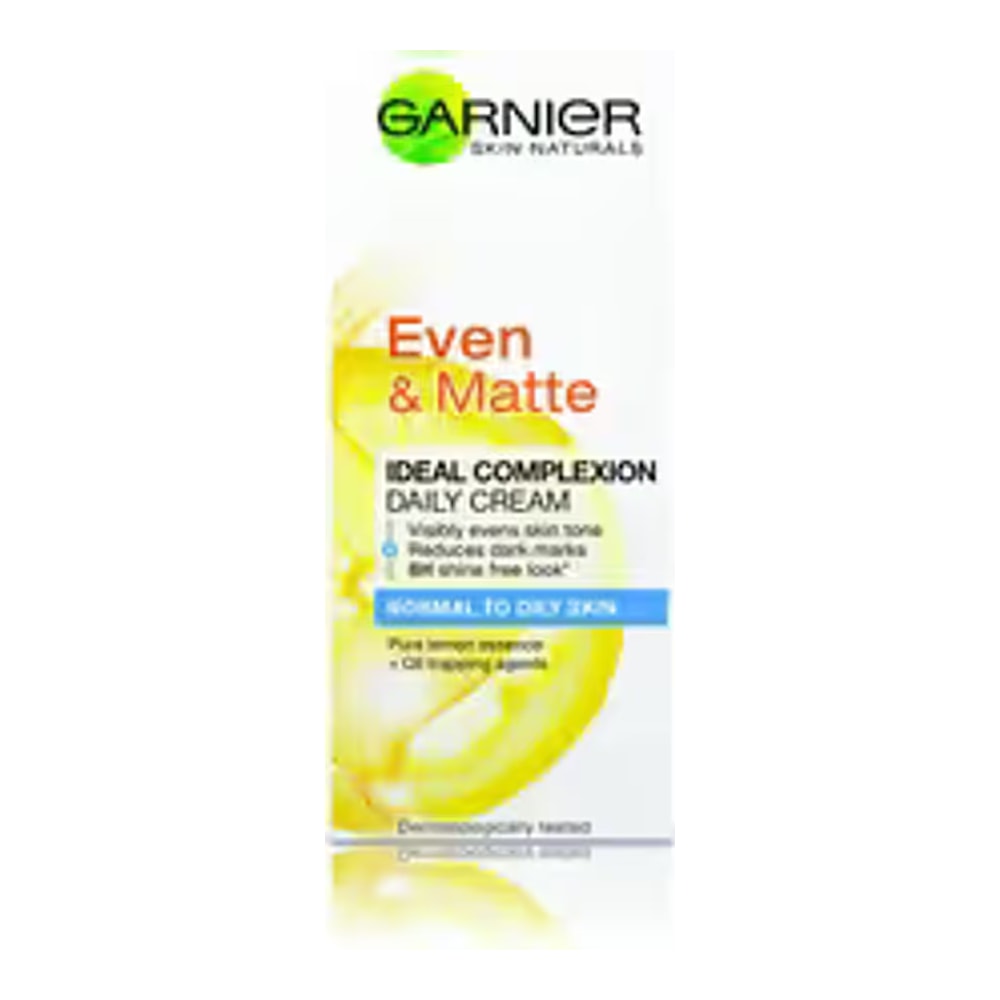 GARNIER
SKIN NATURALS
Even
& Matte
IDEAL COMPLEXION
DAILY CREAM
Visibly evens skin tone
Reduces dark marks
8H shine free look*
NORMAL TO OILY SKIN
Pure lemon essence
+ Oil trapping agents
Dermatologically tested